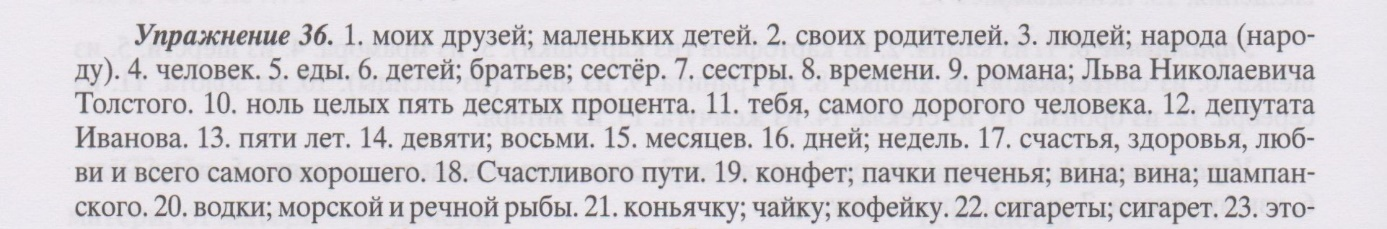 Упражнение 36. 1. моих друзей; маленьких детей. 2. своих родителей. 3. людей; народа (наро-
ду). 4. человек. 5. еды. 6. детей; братьев; сестёр. 7. сестры. 8. времени. 9. романа; Льва Николаевича
Толстого. 10. ноль целых пять десятых процента. 11. тебя, самого дорогого человека. 12. депутата
Иванова. 13. пяти лет. 14. девяти; восьми. 15. месяцев. 16. дней; недель. 17. счастья, здоровья, люб-
ви и всего самого хорошего. 18. Счастливого пути. 19. конфет; пачки печенья; вина; вина; шампан-
ского. 20. водки; морской и речной рыбы. 21. коньячку; чайку; кофейку. 22. сигареты; сигарет. 23. это-